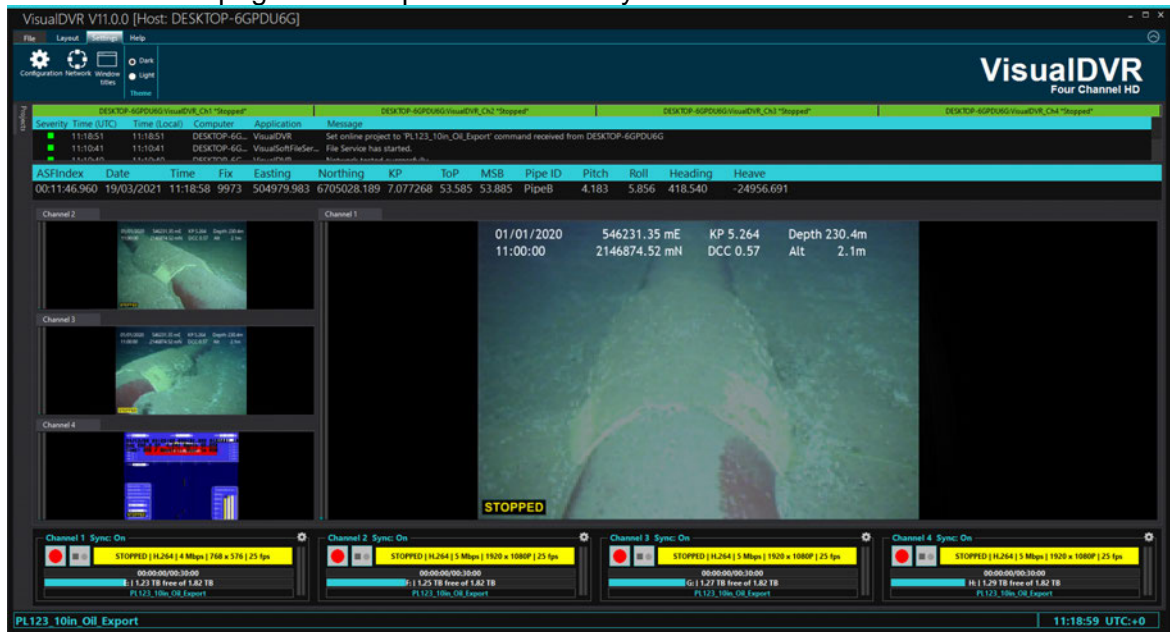 VisualDVR V11.0.0 [Host: DESKTOP-6GPDU6G]
File Layout Settings Help
Configuration Network Window titles
Dark
Light
Theme
VisualDVR
Four Channel HD
Projects
DESKTOP-6GPDU6G:VisualDVR_Ch1 "Stopped" DESKTOP-6GPDU6G:VisualDVR_Ch2 "Stopped" DESKTOP-6GPDU6G:VisualDVR_Ch3 "Stopped" DESKTOP-6GPDU6G:VisualDVR_Ch4 "Stopped"
Severity Time (UTC) Time (Local) Computer Application Message
11:18:51 11:18:51 DESKTOP-6G... VisualDVR Set online project to 'PL123_10in_Oil_Export' command received from DESKTOP-6GPDU6G
11:10:41 11:10:41 DESKTOP-6G... VisualSoftFileSer... File Service has started.
ASFIndex Date Time Fix Easting Northing KP ToP MSB Pipe ID Pitch Roll Heading Heave
00:11:46.960 19/03/2021 11:18:58 9973 504979.983 6705028.189 7.077268 53.585 53.885 PipeB 4.183 5.856 418.540 -24956.691
Channel 2
STOPPED
Channel 3
STOPPED
Channel 4
Channel 1
01/01/2020 546231.35 mE KP 5.264 Depth 230.4m
11:00:00 2146874.52 mN DCC 0.57 Alt 2.1m
STOPPED
Channel 1 Sync: On
STOPPED | H.264 | 4 Mbps | 768 x 576 | 25 fps
00:00:00/00:30:00
E: | 1.23 TB free of 1.82 TB
PL123_10in_Oil_Export
Channel 2 Sync: On
STOPPED | H.264 | 5 Mbps | 1920 x 1080P | 25 fps
00:00:00/00:30:00
F: | 1.25 TB free of 1.82 TB
PL123_10in_Oil_Export
Channel 3 Sync: On
STOPPED | H.264 | 5 Mbps | 1920 x 1080P | 25 fps
00:00:00/00:30:00
G: | 1.27 TB free of 1.82 TB
PL123_10in_Oil_Export
Channel 4 Sync: On
STOPPED | H.264 | 5 Mbps | 1920 x 1080P | 25 fps
00:00:00/00:30:00
H: | 1.29 TB free of 1.82 TB
PL123_10in_Oil_Export
PL123_10in_Oil_Export 11:18:59 UTC:+0